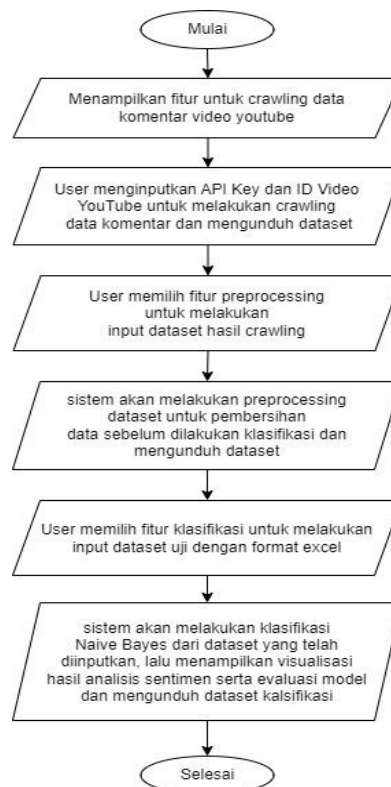 Mulai
Menampilkan fitur untuk crawling data
komentar video youtube
User menginputkan API Key dan ID Video
YouTube untuk melakukan crawling
data komentar dan mengunduh dataset
User memilih fitur preprocessing
untuk melakukan
input dataset hasil crawling
sistem akan melakukan preprocessing
dataset untuk pembersihan
data sebelum dilakukan klasifikasi dan
mengunduh dataset
User memilih fitur klasifikasi untuk melakukan
input dataset uji dengan format excel
sistem akan melakukan klasifikasi
Naive Bayes dari dataset yang telah
diinputkan, lalu menampilkan visualisasi
hasil analisis sentimen serta evaluasi model
dan mengunduh dataset kalsifikasi
Selesai